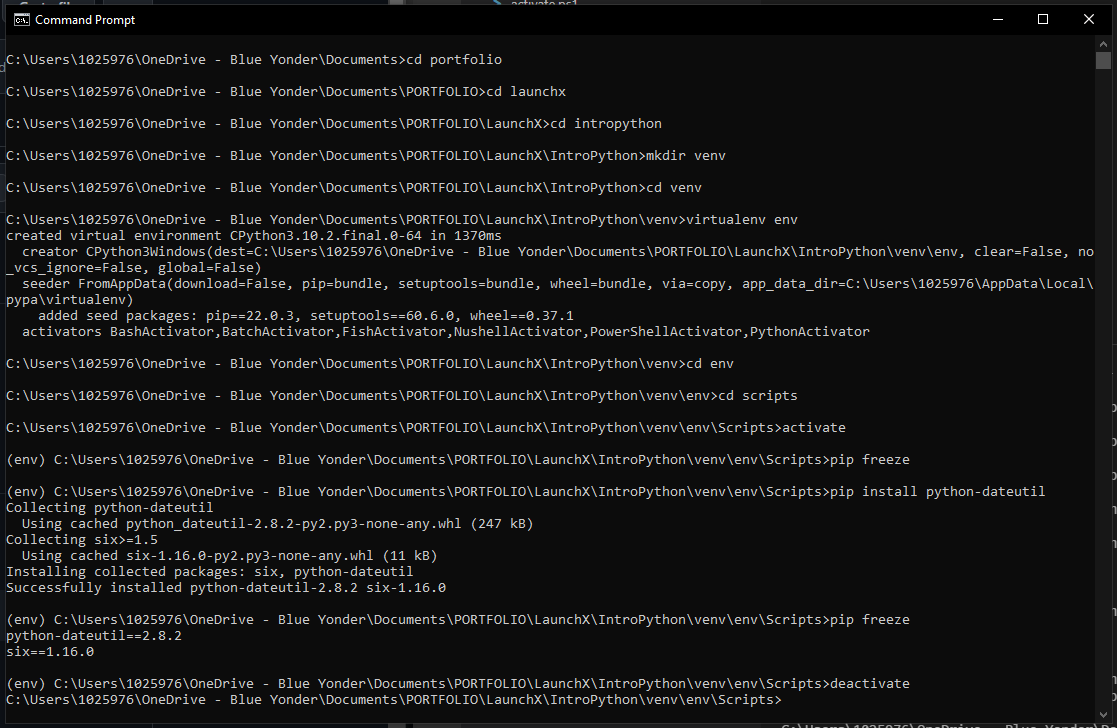 activate.ps1
Command Prompt
C:\Users\1025976\OneDrive - Blue Yonder\Documents>cd portfolio
C:\Users\1025976\OneDrive - Blue Yonder\Documents\PORTFOLIO>cd launchx
C:\Users\1025976\OneDrive - Blue Yonder\Documents\PORTFOLIO\LaunchX>cd intropython
C:\Users\1025976\OneDrive - Blue Yonder\Documents\PORTFOLIO\LaunchX\IntroPython>mkdir venv
C:\Users\1025976\OneDrive - Blue Yonder\Documents\PORTFOLIO\LaunchX\IntroPython>cd venv
C:\Users\1025976\OneDrive - Blue Yonder\Documents\PORTFOLIO\LaunchX\IntroPython\venv>virtualenv env
created virtual environment CPython3.10.2.final.0-64 in 1370ms
  creator CPython3Windows(dest=C:\Users\1025976\OneDrive - Blue Yonder\Documents\PORTFOLIO\LaunchX\IntroPython\venv\env, clear=False, no
_vcs_ignore=False, global=False)
  seeder FromAppData(download=False, pip=bundle, setuptools=bundle, wheel=bundle, via=copy, app_data_dir=C:\Users\1025976\AppData\Local\
pypa\virtualenv)
    added seed packages: pip==22.0.3, setuptools==60.6.0, wheel==0.37.1
  activators BashActivator,BatchActivator,FishActivator,NushellActivator,PowerShellActivator,PythonActivator
C:\Users\1025976\OneDrive - Blue Yonder\Documents\PORTFOLIO\LaunchX\IntroPython\venv>cd env
C:\Users\1025976\OneDrive - Blue Yonder\Documents\PORTFOLIO\LaunchX\IntroPython\venv\env>cd scripts
C:\Users\1025976\OneDrive - Blue Yonder\Documents\PORTFOLIO\LaunchX\IntroPython\venv\env\Scripts>activate
(env) C:\Users\1025976\OneDrive - Blue Yonder\Documents\PORTFOLIO\LaunchX\IntroPython\venv\env\Scripts>pip freeze
(env) C:\Users\1025976\OneDrive - Blue Yonder\Documents\PORTFOLIO\LaunchX\IntroPython\venv\env\Scripts>pip install python-dateutil
Collecting python-dateutil
  Using cached python_dateutil-2.8.2-py2.py3-none-any.whl (247 kB)
Collecting six>=1.5
  Using cached six-1.16.0-py2.py3-none-any.whl (11 kB)
Installing collected packages: six, python-dateutil
Successfully installed python-dateutil-2.8.2 six-1.16.0
(env) C:\Users\1025976\OneDrive - Blue Yonder\Documents\PORTFOLIO\LaunchX\IntroPython\venv\env\Scripts>pip freeze
python-dateutil==2.8.2
six==1.16.0
(env) C:\Users\1025976\OneDrive - Blue Yonder\Documents\PORTFOLIO\LaunchX\IntroPython\venv\env\Scripts>deactivate
C:\Users\1025976\OneDrive - Blue Yonder\Documents\PORTFOLIO\LaunchX\IntroPython\venv\env\Scripts>